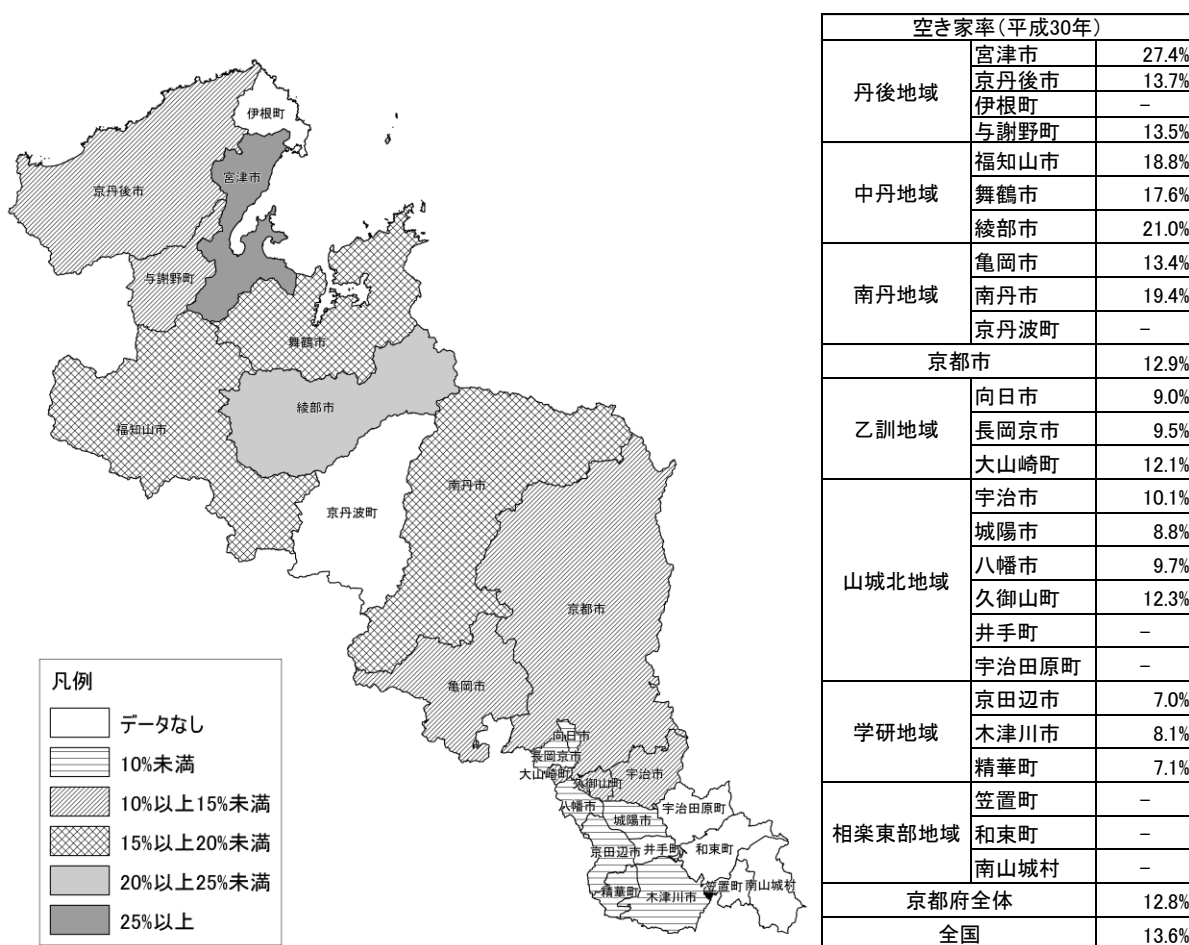 伊根町
宮津市
京丹後市
与謝野町
舞鶴市
綾部市
福知山市
南丹市
京丹波町
京都市
亀岡市
向日市
長岡京市
大山崎町
久御山町
宇治市
八幡市
城陽市
宇治田原町
京田辺市
井手町
和束町
精華町
木津川市
笠置町
南山城村
凡例
データなし
10%未満
10%以上15%未満
15%以上20%未満
20%以上25%未満
25%以上
空き家率(平成30年)
丹後地域
宮津市 27.4%
京丹後市 13.7%
伊根町 −
与謝野町 13.5%
中丹地域
福知山市 18.8%
舞鶴市 17.6%
綾部市 21.0%
南丹地域
亀岡市 13.4%
南丹市 19.4%
京丹波町 −
京都市 12.9%
乙訓地域
向日市 9.0%
長岡京市 9.5%
大山崎町 12.1%
山城北地域
宇治市 10.1%
城陽市 8.8%
八幡市 9.7%
久御山町 12.3%
井手町 −
宇治田原町 −
学研地域
京田辺市 7.0%
木津川市 8.1%
精華町 7.1%
相楽東部地域
笠置町 −
和束町 −
南山城村 −
京都府全体 12.8%
全国 13.6%